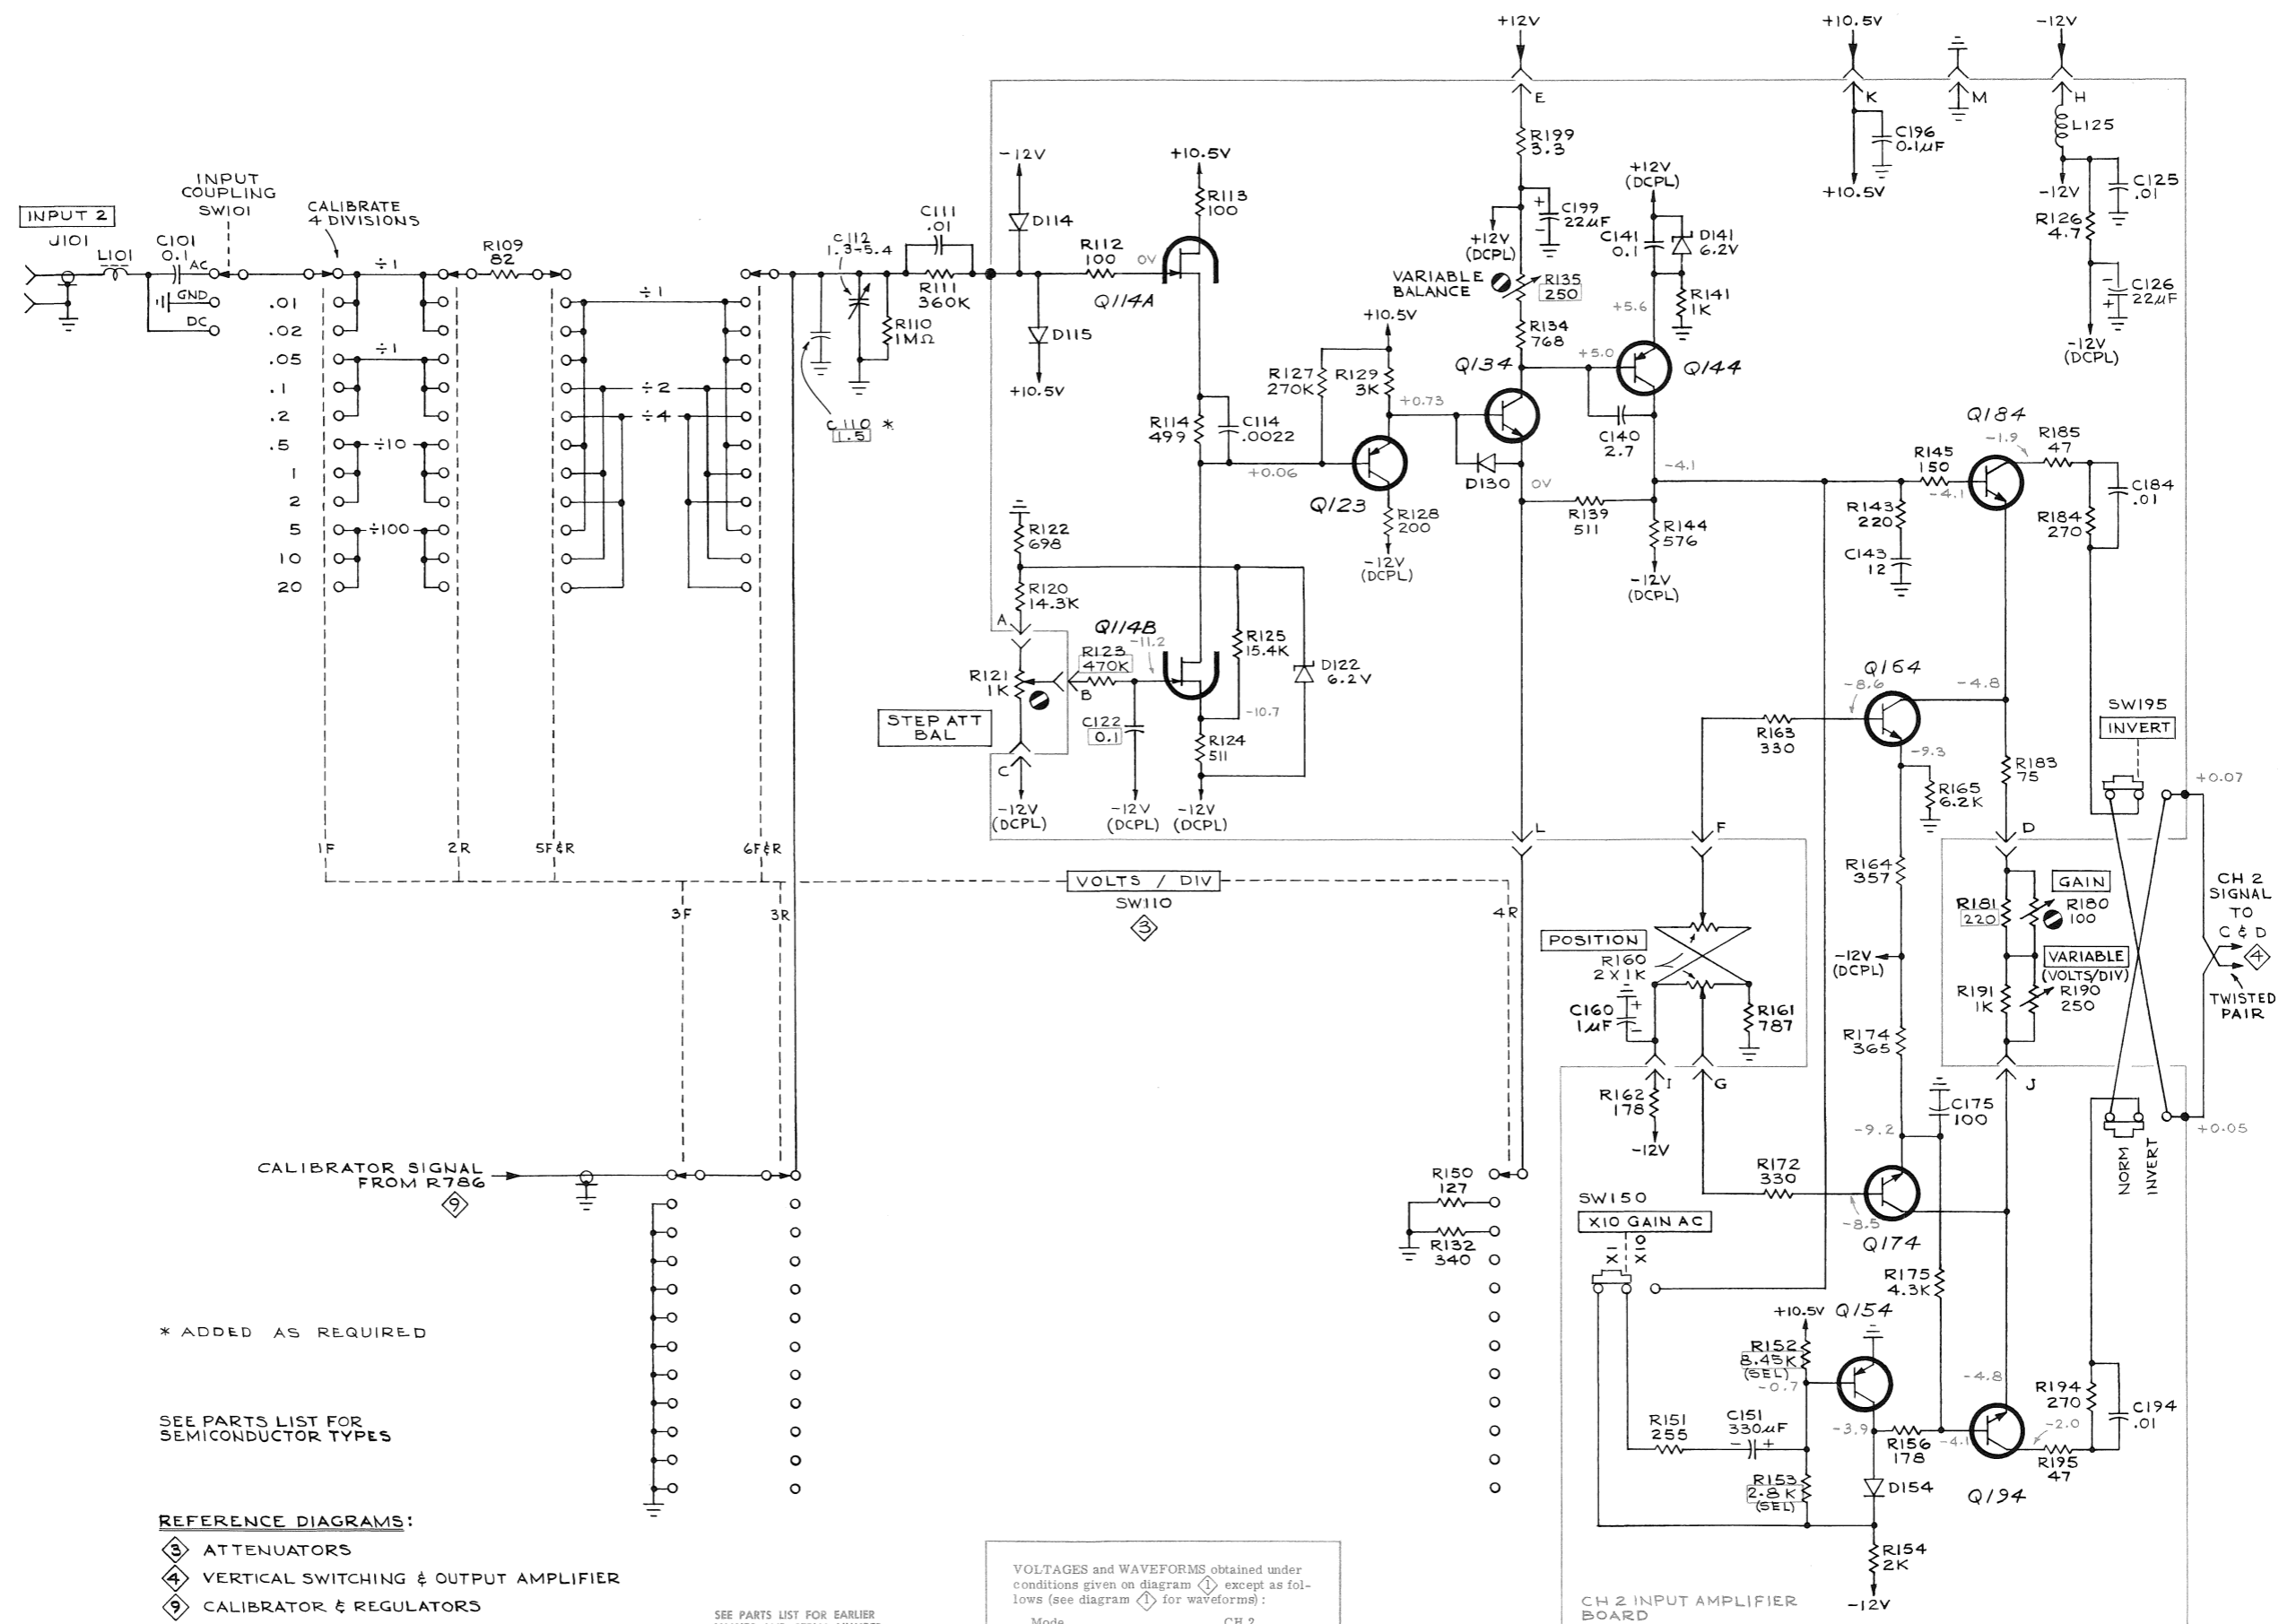 +12V
+10.5V
-12V
E
K
M
H
L125
R199
3.3
C196
0.1µF
+10.5V
-12V
C125
.01
R126
4.7
C126
22µF
-12V
(DCPL)
INPUT 2
J101
L101
C101
0.1
AC
GND
DC
INPUT
COUPLING
SW101
CALIBRATE
4 DIVISIONS
÷1
R109
82
.01
.02
.05
.1
.2
.5
1
2
5
10
20
÷1
÷10
÷100
÷1
÷2
÷4
C111
.01
C112
1.3-5.4
R111
360K
R110
1MΩ
C110 *
1.5
-12V
D114
D115
+10.5V
R112
100
0V
Q114A
+10.5V
R113
100
R114
499
C114
.0022
+0.06
+12V
(DCPL)
C199
22µF
+
-
VARIABLE
BALANCE
R135
250
R134
768
+12V
(DCPL)
C141
0.1
D141
6.2V
R141
1K
+5.6
+5.0
Q144
+10.5V
R127
270K
R129
3K
+0.73
Q134
Q123
D130
0V
R128
200
-12V
(DCPL)
C140
2.7
-4.1
R139
511
R144
576
-12V
(DCPL)
R145
150
-4.1
R143
220
C143
12
Q184
-1.9
R185
47
C184
.01
R184
270
R122
698
R120
14.3K
A
R121
1K
STEP ATT
BAL
B
C
R123
470K
Q114B
-11.2
C122
0.1
R125
15.4K
-10.7
R124
511
D122
6.2V
-12V
(DCPL)
-12V
(DCPL)
-12V
(DCPL)
Q164
-8.6
-4.8
R163
330
-9.3
R165
6.2K
R183
75
SW195
INVERT
+0.07
1F
2R
5F&R
6F&R
L
F
D
VOLTS / DIV
SW110
3
3F
3R
4R
R164
357
-12V
(DCPL)
R174
365
POSITION
R160
2X1K
C160
1µF
+
-
R161
787
I
G
R162
178
-12V
R181
220
GAIN
R180
100
VARIABLE
(VOLTS/DIV)
R191
1K
R190
250
J
CH 2
SIGNAL
TO
C & D
4
TWISTED
PAIR
C175
100
-9.2
+0.05
NORM
INVERT
CALIBRATOR SIGNAL
FROM R786
9
R150
127
R132
340
R172
330
-8.5
Q174
SW150
X10 GAIN AC
X1
X10
R175
4.3K
+10.5V
Q154
R152
8.45K
(SEL)
-0.7
R151
255
C151
330µF
-
+
R153
2.8K
(SEL)
-3.9
R156
178
-4.1
D154
R154
2K
-12V
-4.8
R194
270
C194
.01
-2.0
R195
47
Q194
* ADDED AS REQUIRED
SEE PARTS LIST FOR
SEMICONDUCTOR TYPES
REFERENCE DIAGRAMS:
3 ATTENUATORS
4 VERTICAL SWITCHING & OUTPUT AMPLIFIER
9 CALIBRATOR & REGULATORS
SEE PARTS LIST FOR EARLIER
VOLTAGES and WAVEFORMS obtained under
conditions given on diagram 1 except as fol-
lows (see diagram 1 for waveforms):
Mode CH 2
CH 2 INPUT AMPLIFIER
BOARD